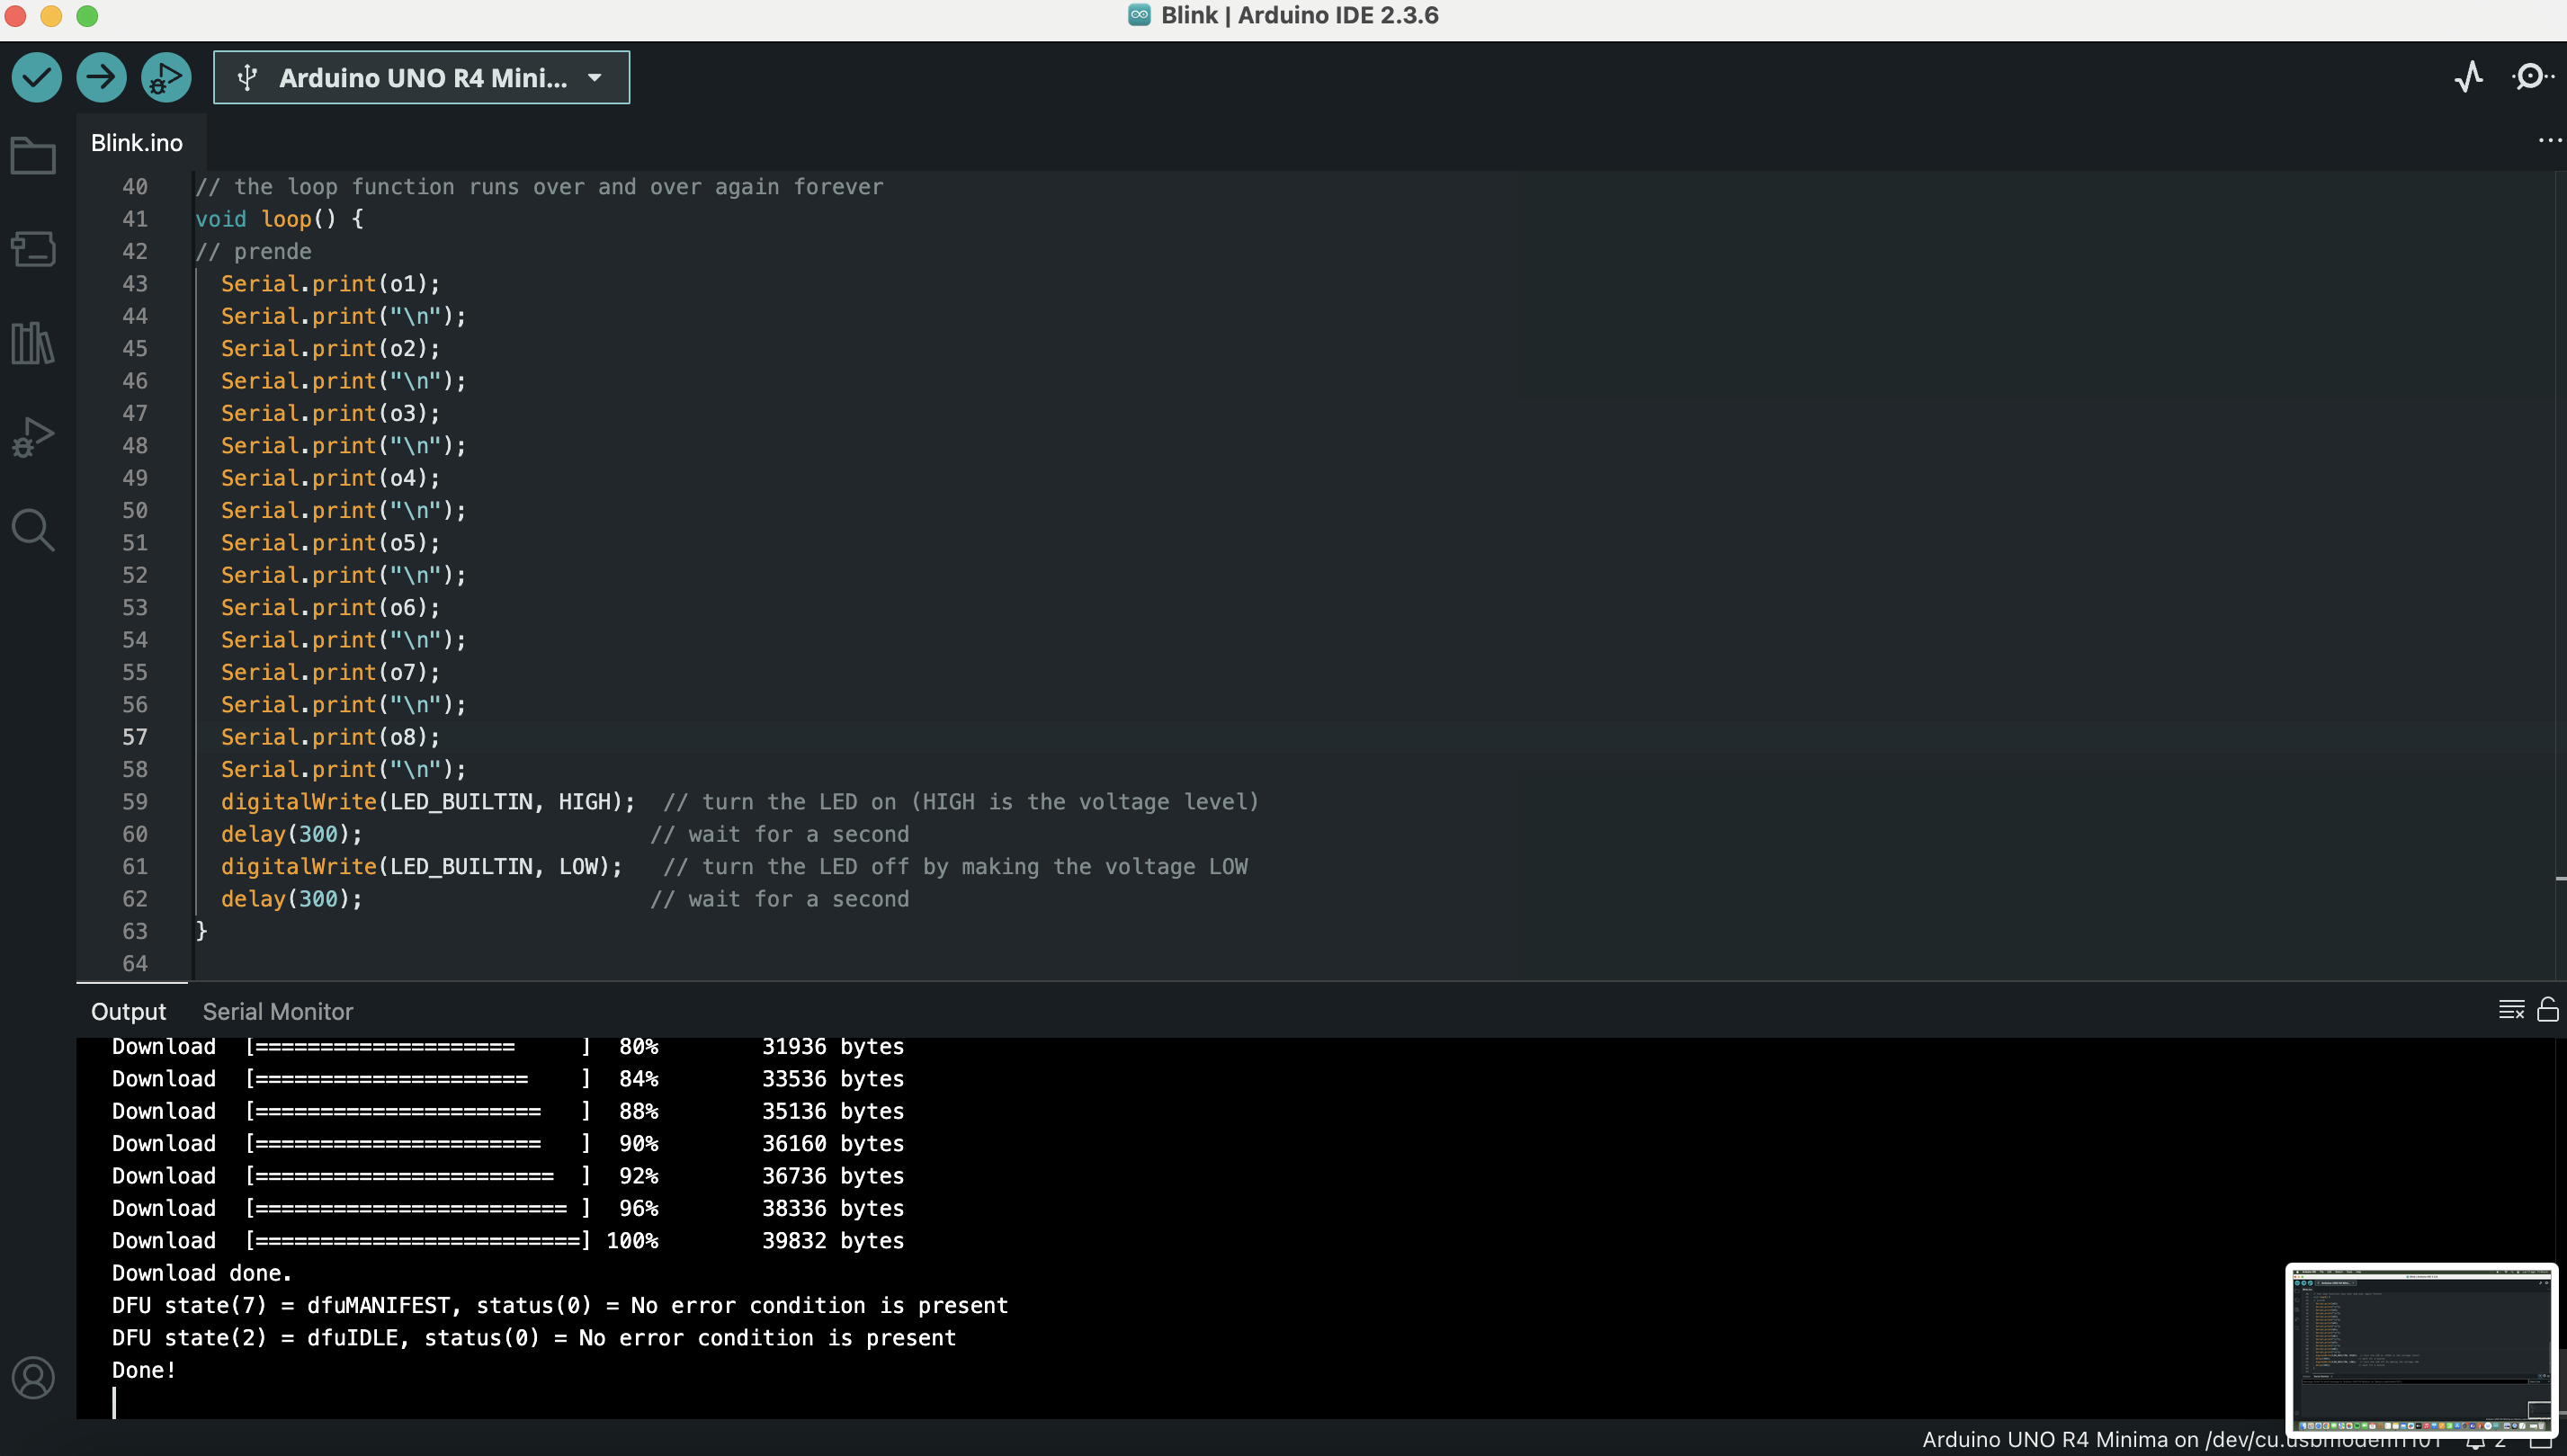 Blink | Arduino IDE 2.3.6
Arduino UNO R4 Mini...
Blink.ino
40 // the loop function runs over and over again forever
41 void loop() {
42 // prende
43 Serial.print(o1);
44 Serial.print("\n");
45 Serial.print(o2);
46 Serial.print("\n");
47 Serial.print(o3);
48 Serial.print("\n");
49 Serial.print(o4);
50 Serial.print("\n");
51 Serial.print(o5);
52 Serial.print("\n");
53 Serial.print(o6);
54 Serial.print("\n");
55 Serial.print(o7);
56 Serial.print("\n");
57 Serial.print(o8);
58 Serial.print("\n");
59 digitalWrite(LED_BUILTIN, HIGH);  // turn the LED on (HIGH is the voltage level)
60 delay(300);                      // wait for a second
61 digitalWrite(LED_BUILTIN, LOW);   // turn the LED off by making the voltage LOW
62 delay(300);                      // wait for a second
63 }
64
Output Serial Monitor
Download  [====================     ]  80%        31936 bytes
Download  [=====================    ]  84%        33536 bytes
Download  [======================   ]  88%        35136 bytes
Download  [======================   ]  90%        36160 bytes
Download  [=======================  ]  92%        36736 bytes
Download  [======================== ]  96%        38336 bytes
Download  [=========================] 100%        39832 bytes
Download done.
DFU state(7) = dfuMANIFEST, status(0) = No error condition is present
DFU state(2) = dfuIDLE, status(0) = No error condition is present
Done!
Arduino UNO R4 Minima on /dev/cu.usbmodem1101 2